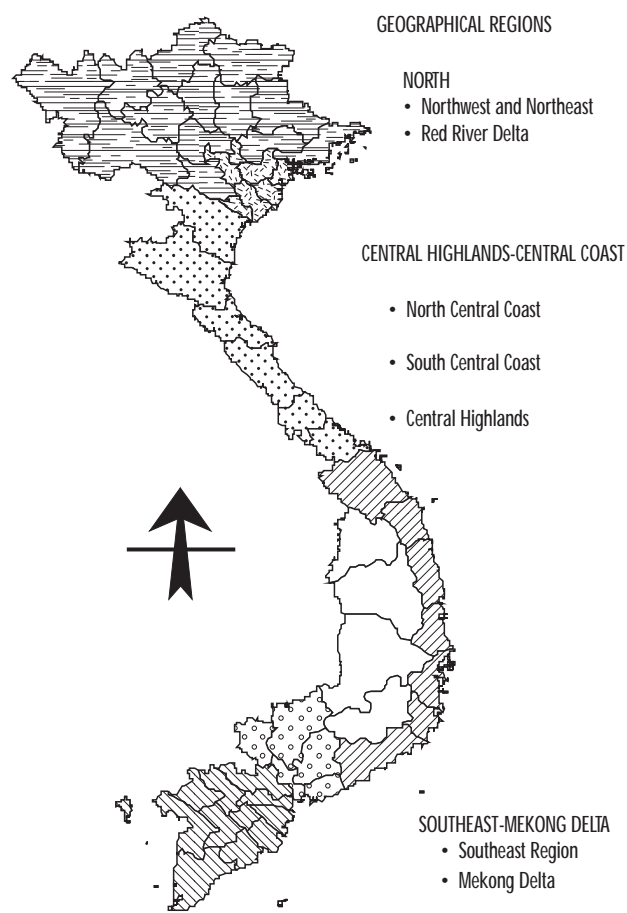 GEOGRAPHICAL REGIONS
NORTH
• Northwest and Northeast
• Red River Delta
CENTRAL HIGHLANDS-CENTRAL COAST
• North Central Coast
• South Central Coast
• Central Highlands
SOUTHEAST-MEKONG DELTA
• Southeast Region
• Mekong Delta